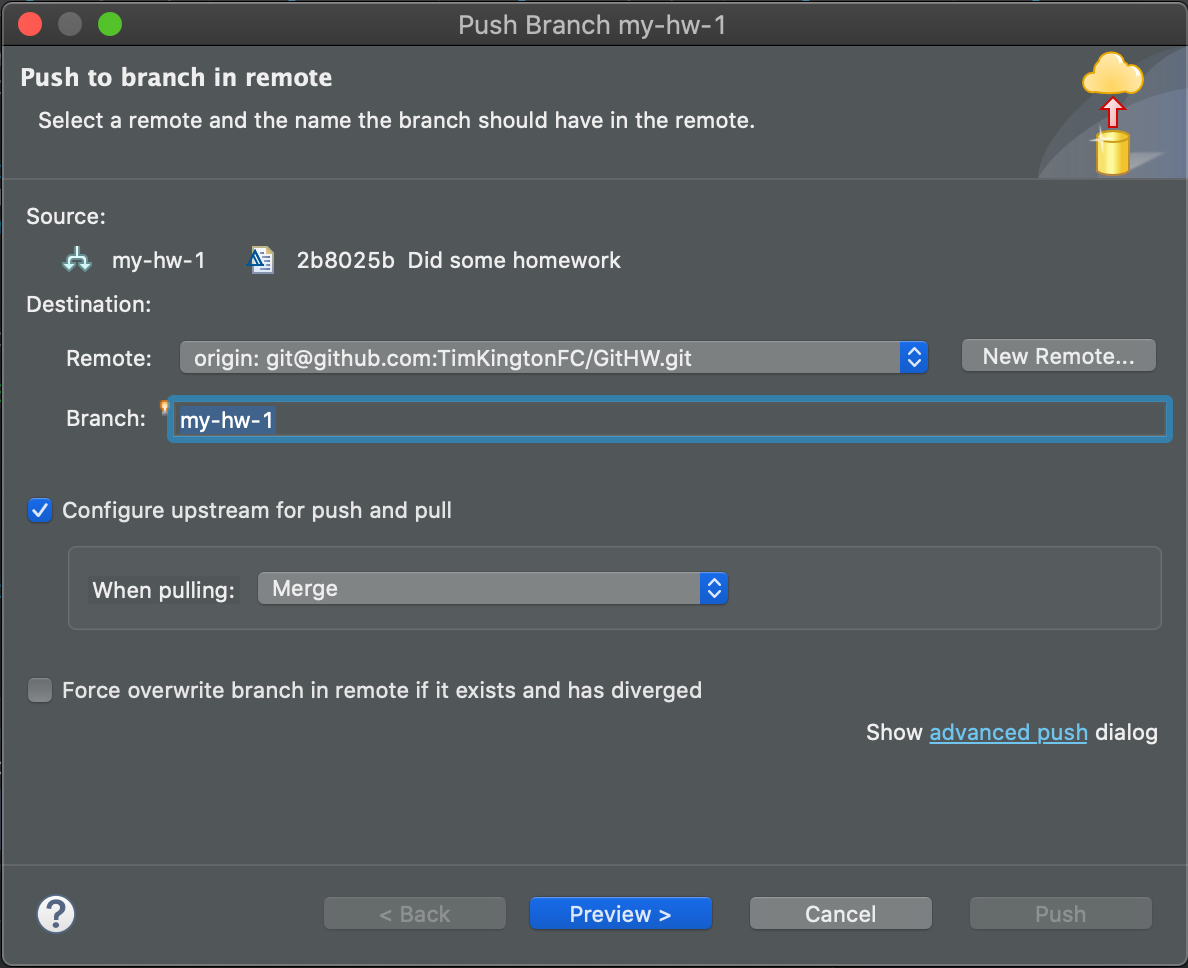 Push Branch my-hw-1
Push to branch in remote
Select a remote and the name the branch should have in the remote.
Source:
my-hw-1 2b8025b Did some homework
Destination:
Remote: origin: git@github.com:TimKingtonFC/GitHW.git New Remote...
Branch: my-hw-1
Configure upstream for push and pull
When pulling: Merge
Force overwrite branch in remote if it exists and has diverged
Show advanced push dialog
? < Back Preview > Cancel Push